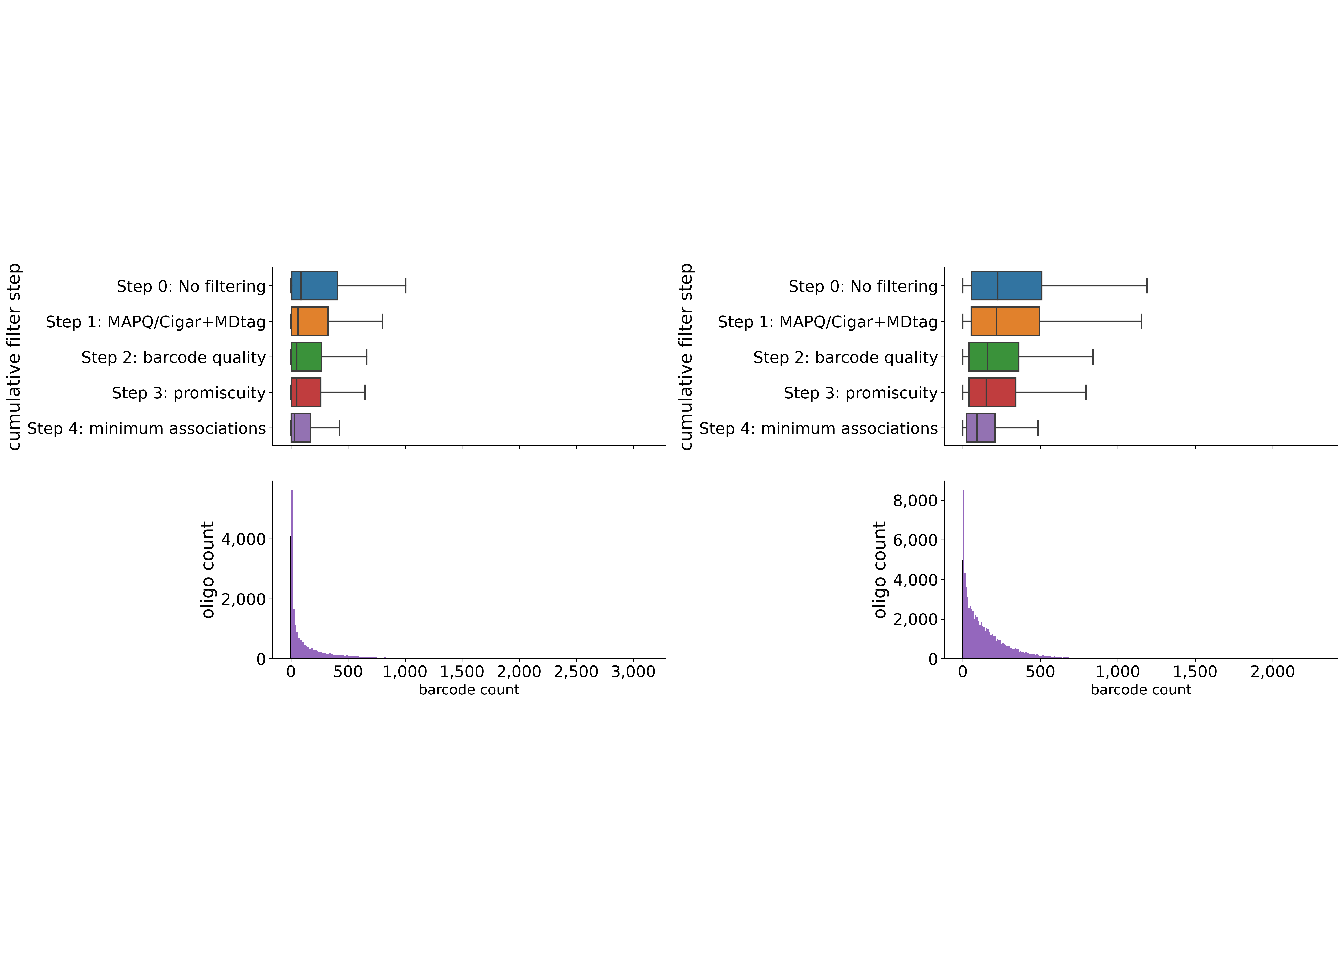 cumulative filter step
Step 0: No filtering
Step 1: MAPQ/Cigar+MDtag
Step 2: barcode quality
Step 3: promiscuity
Step 4: minimum associations
oligo count
4,000
2,000
0
0 500 1,000 1,500 2,000 2,500 3,000
barcode count
cumulative filter step
Step 0: No filtering
Step 1: MAPQ/Cigar+MDtag
Step 2: barcode quality
Step 3: promiscuity
Step 4: minimum associations
oligo count
8,000
6,000
4,000
2,000
0
0 500 1,000 1,500 2,000
barcode count